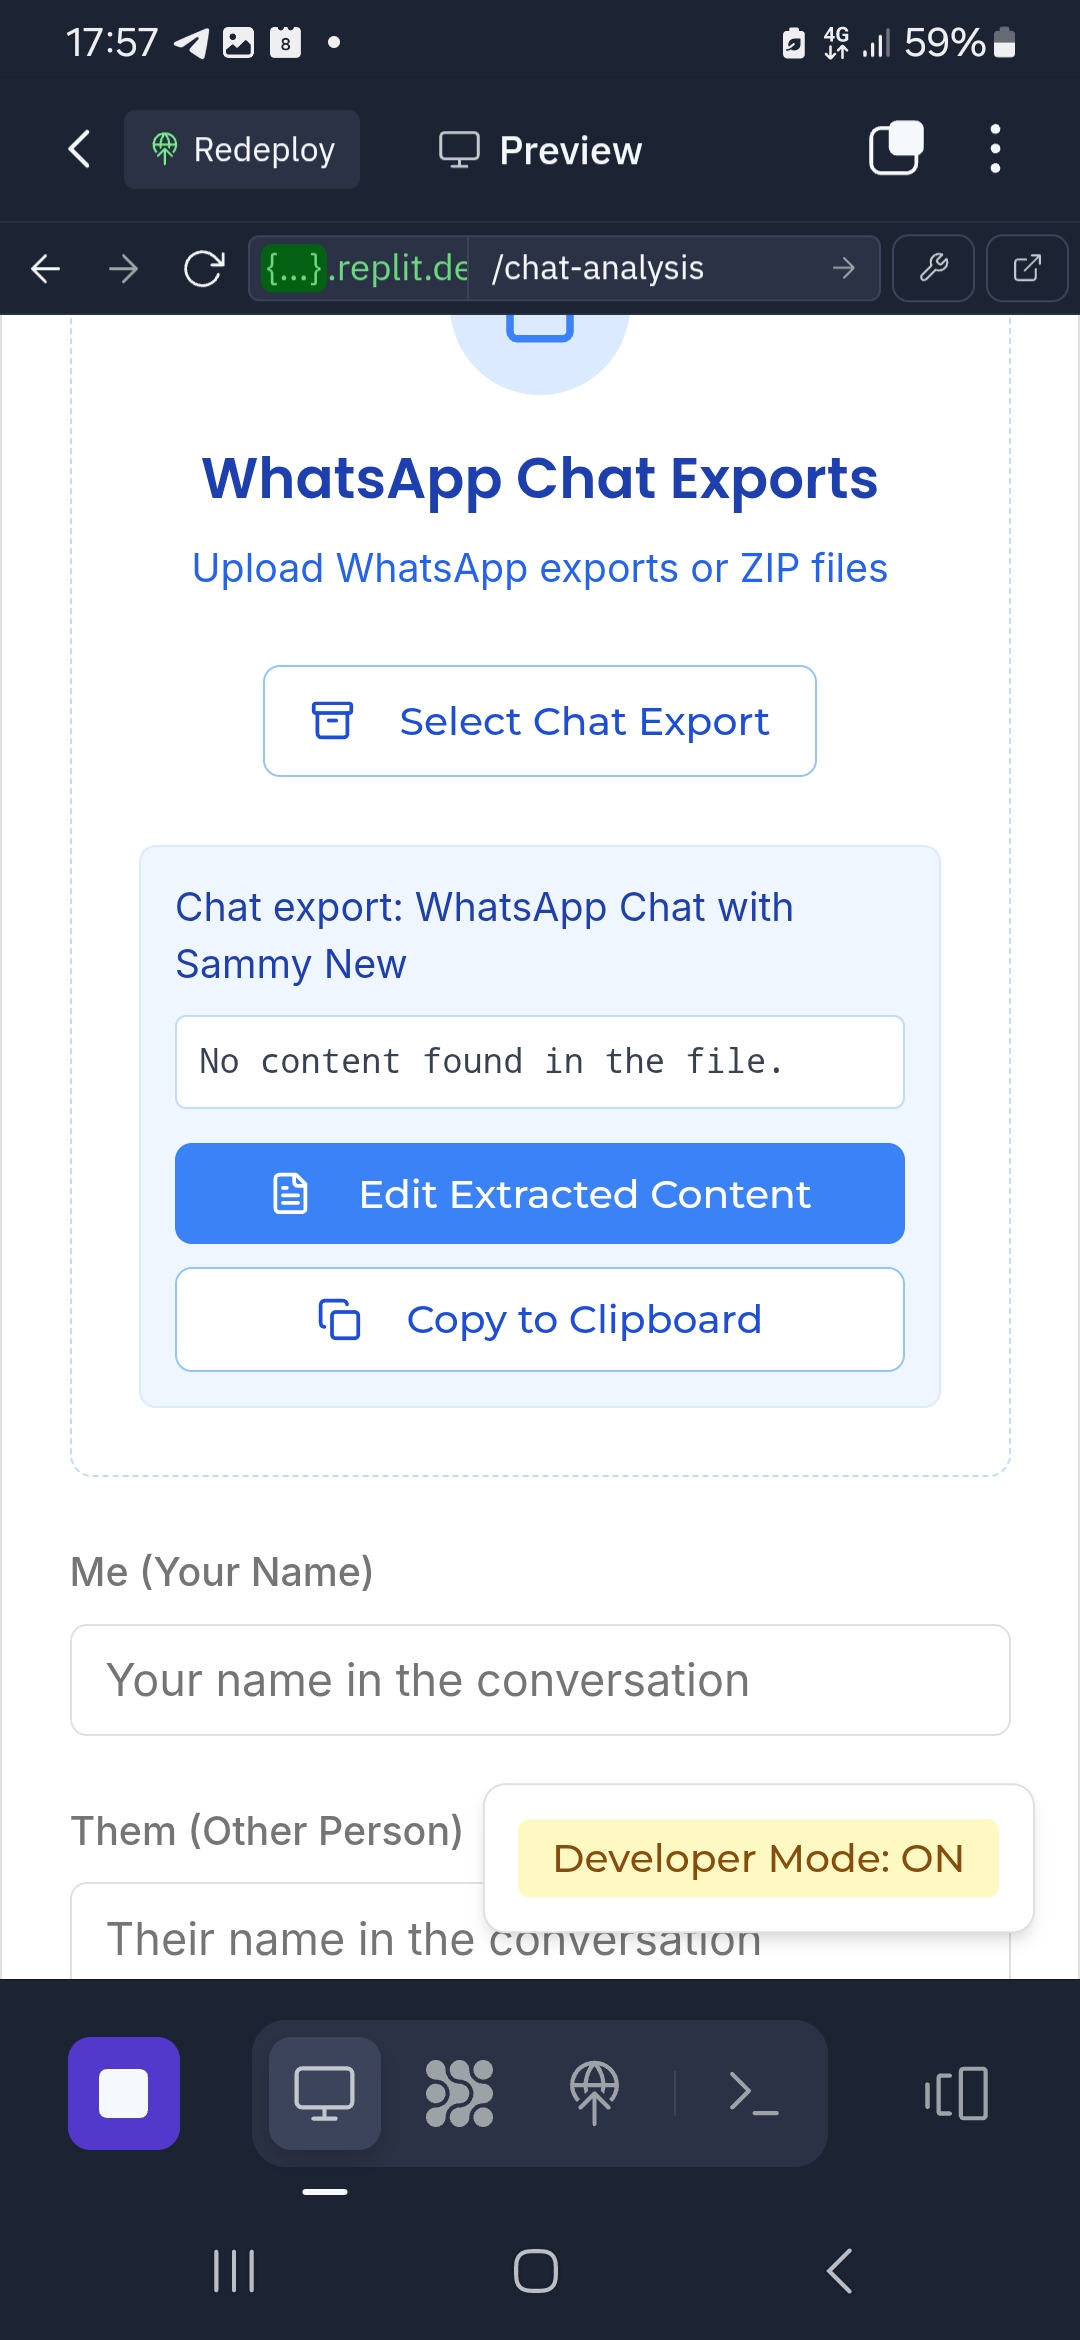 17:57
8
4G
59%
Redeploy
Preview
{...}.replit.de
/chat-analysis
WhatsApp Chat Exports
Upload WhatsApp exports or ZIP files
Select Chat Export
Chat export: WhatsApp Chat with
Sammy New
No content found in the file.
Edit Extracted Content
Copy to Clipboard
Me (Your Name)
Your name in the conversation
Them (Other Person)
Developer Mode: ON
Their name in the conversation